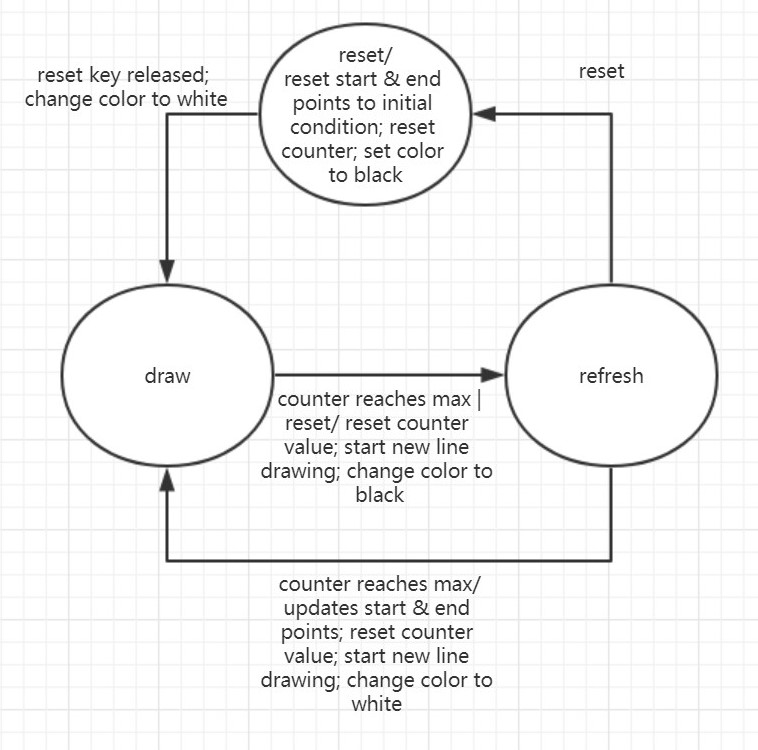 reset key released;
change color to white
reset/
reset start & end
points to initial
condition; reset
counter; set color
to black
reset
draw
counter reaches max |
reset/ reset counter
value; start new line
drawing; change color to
black
refresh
counter reaches max/
updates start & end
points; reset counter
value; start new line
drawing; change color to
white